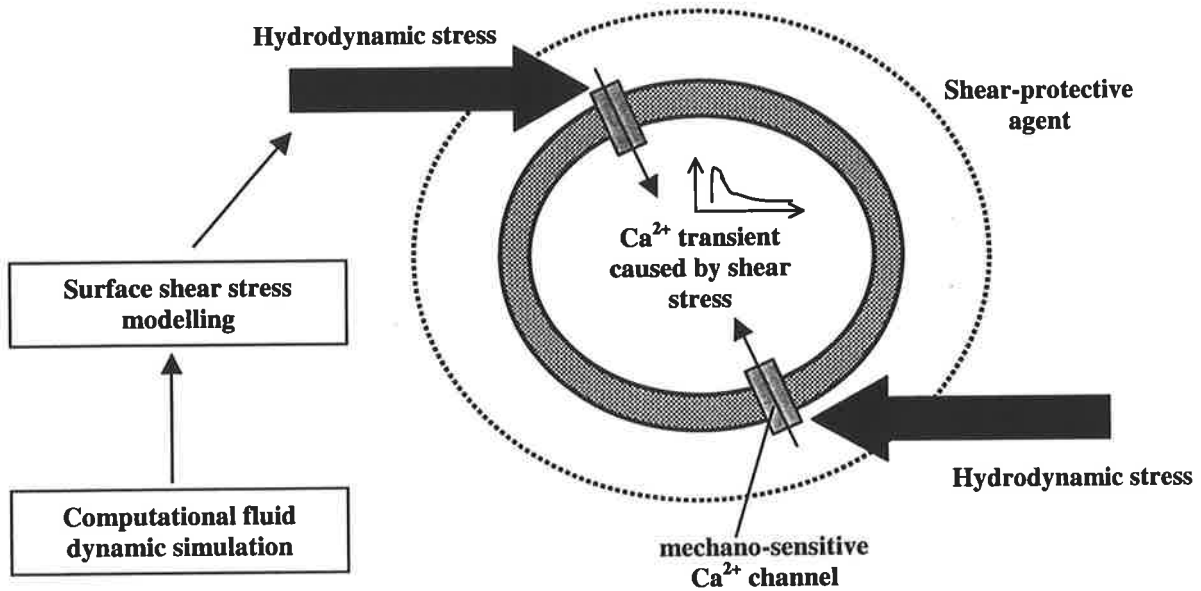 Hydrodynamic stress
Shear-protective
agent
Ca²⁺ transient
caused by shear
stress
Surface shear stress
modelling
Hydrodynamic stress
Computational fluid
dynamic simulation
mechano-sensitive
Ca²⁺ channel